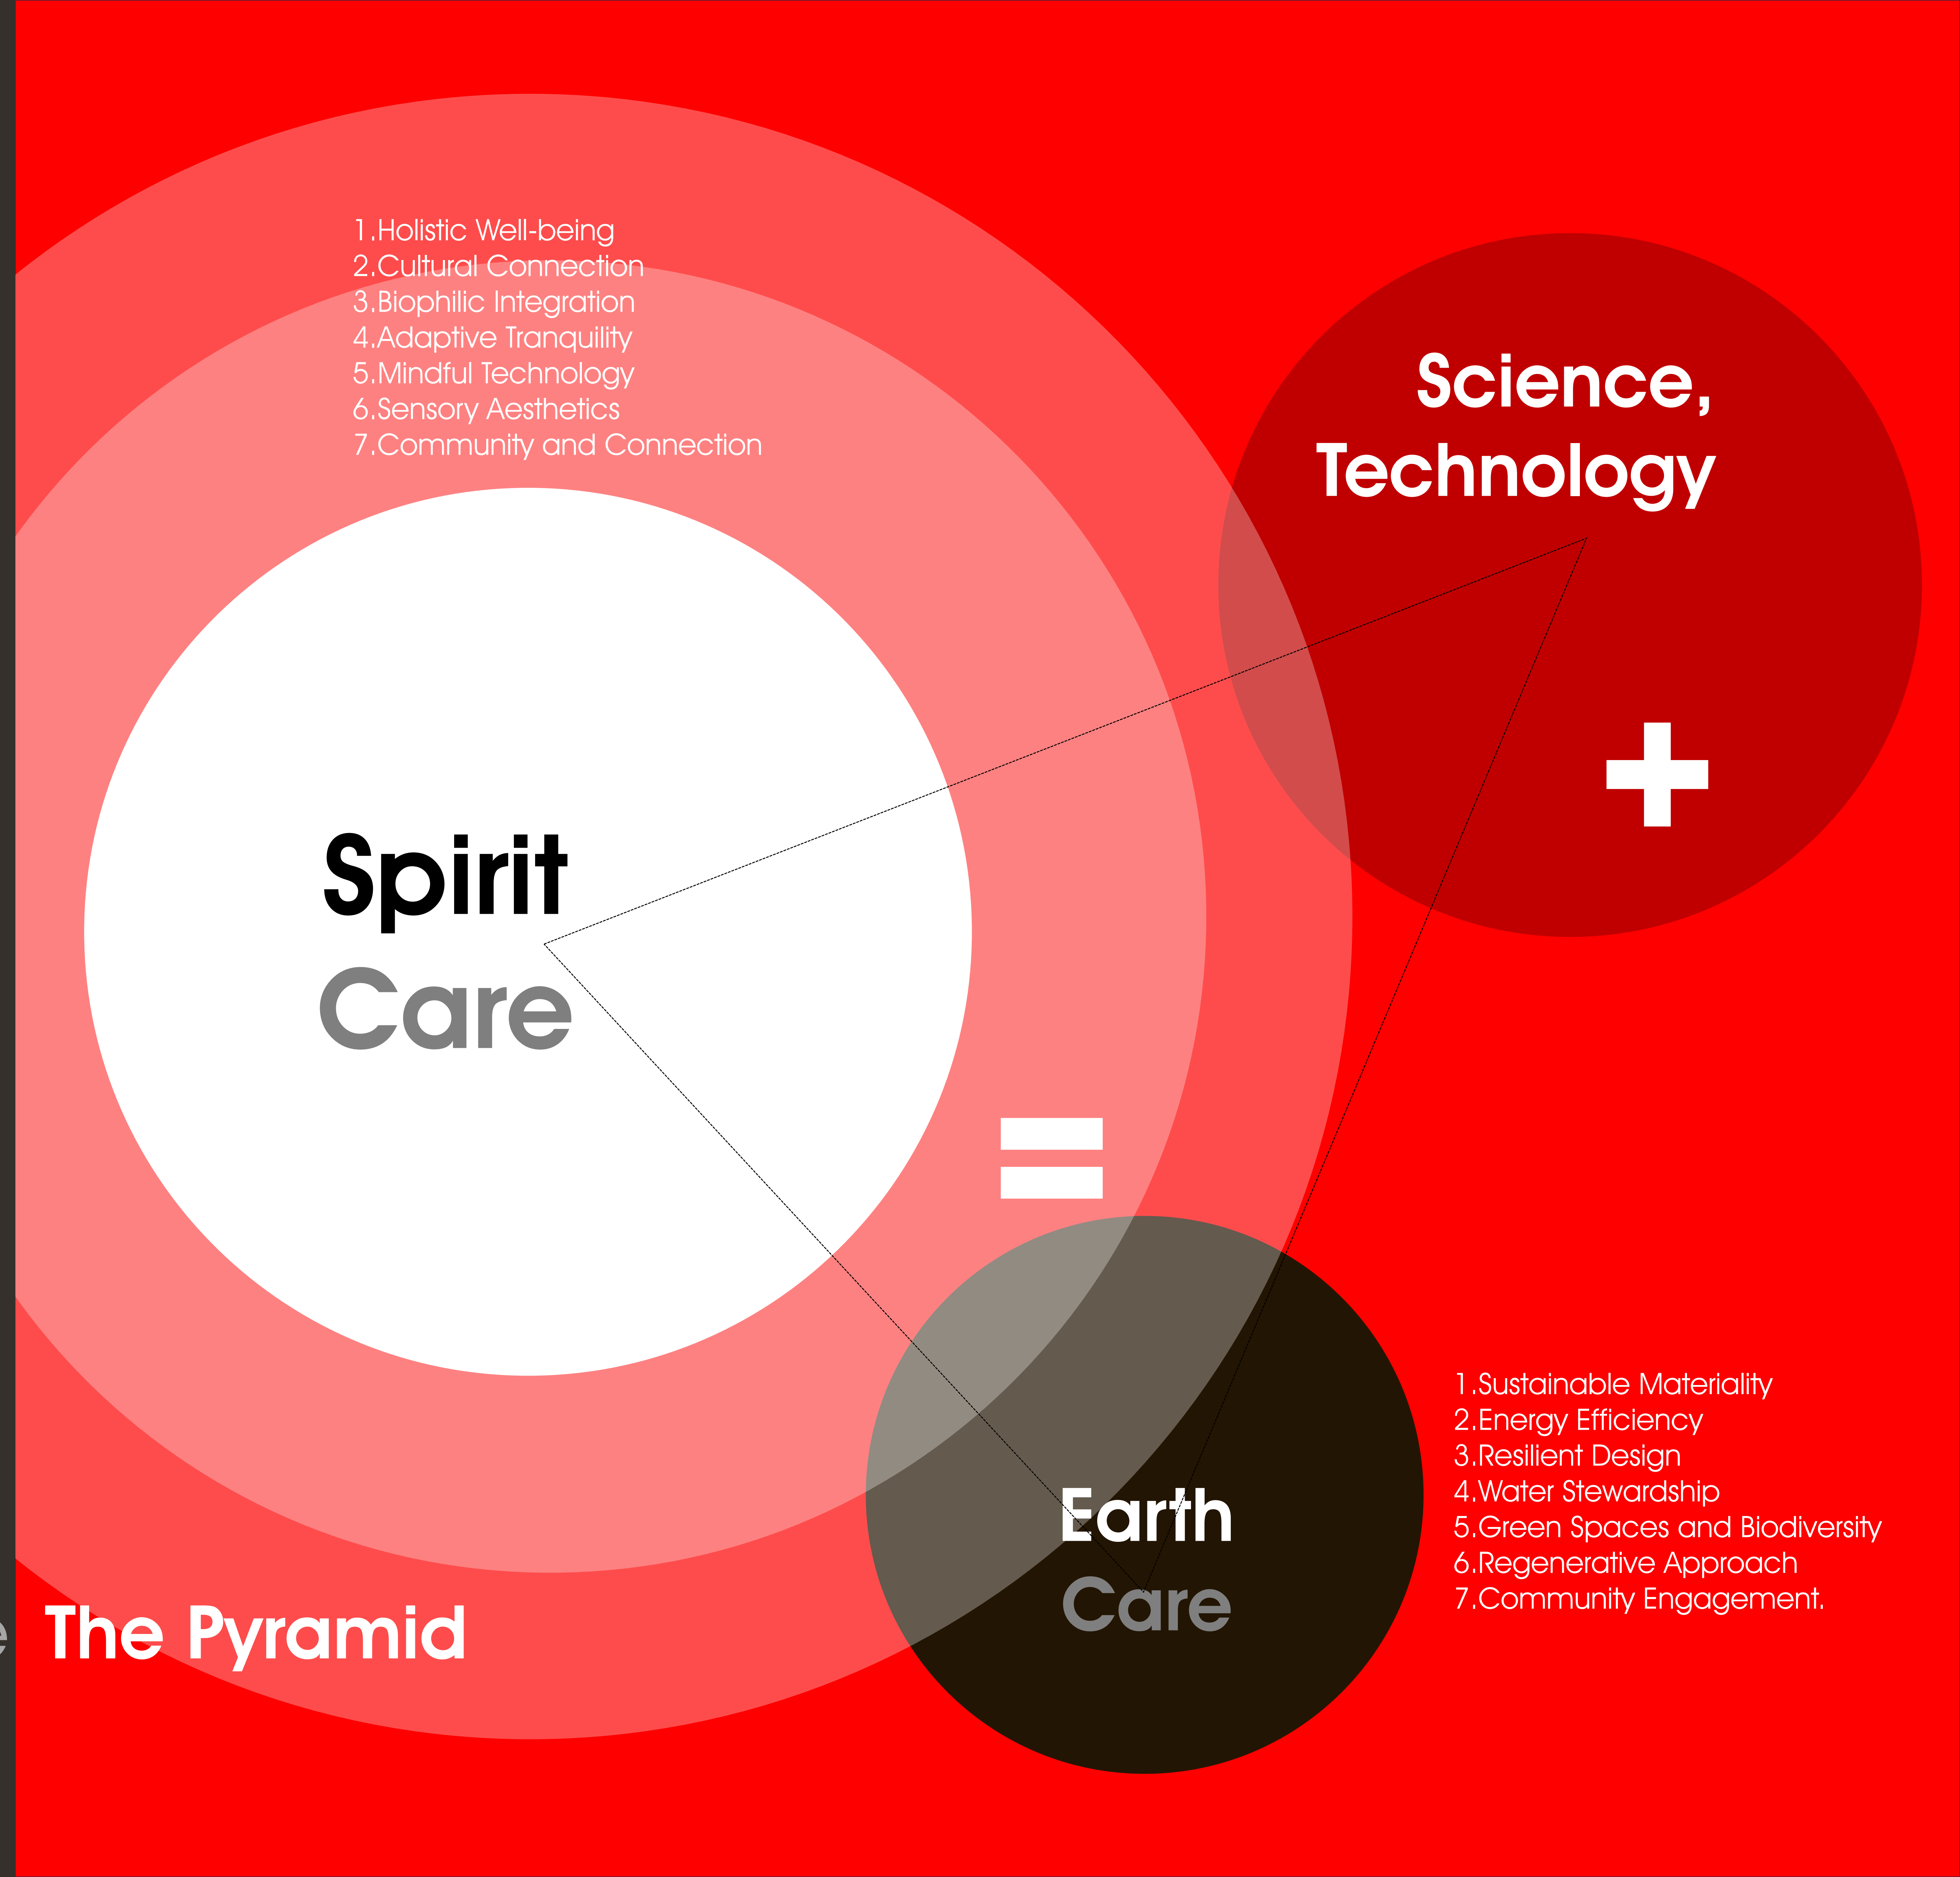 1.Holistic Well-being
2.Cultural Connection
3.Biophilic Integration
4.Adaptive Tranquility
5.Mindful Technology
6.Sensory Aesthetics
7.Community and Connection
Science,
Technology
+
Spirit
Care
=
Earth
Care
1.Sustainable Materiality
2.Energy Efficiency
3.Resilient Design
4.Water Stewardship
5.Green Spaces and Biodiversity
6.Regenerative Approach
7.Community Engagement.
The Pyramid